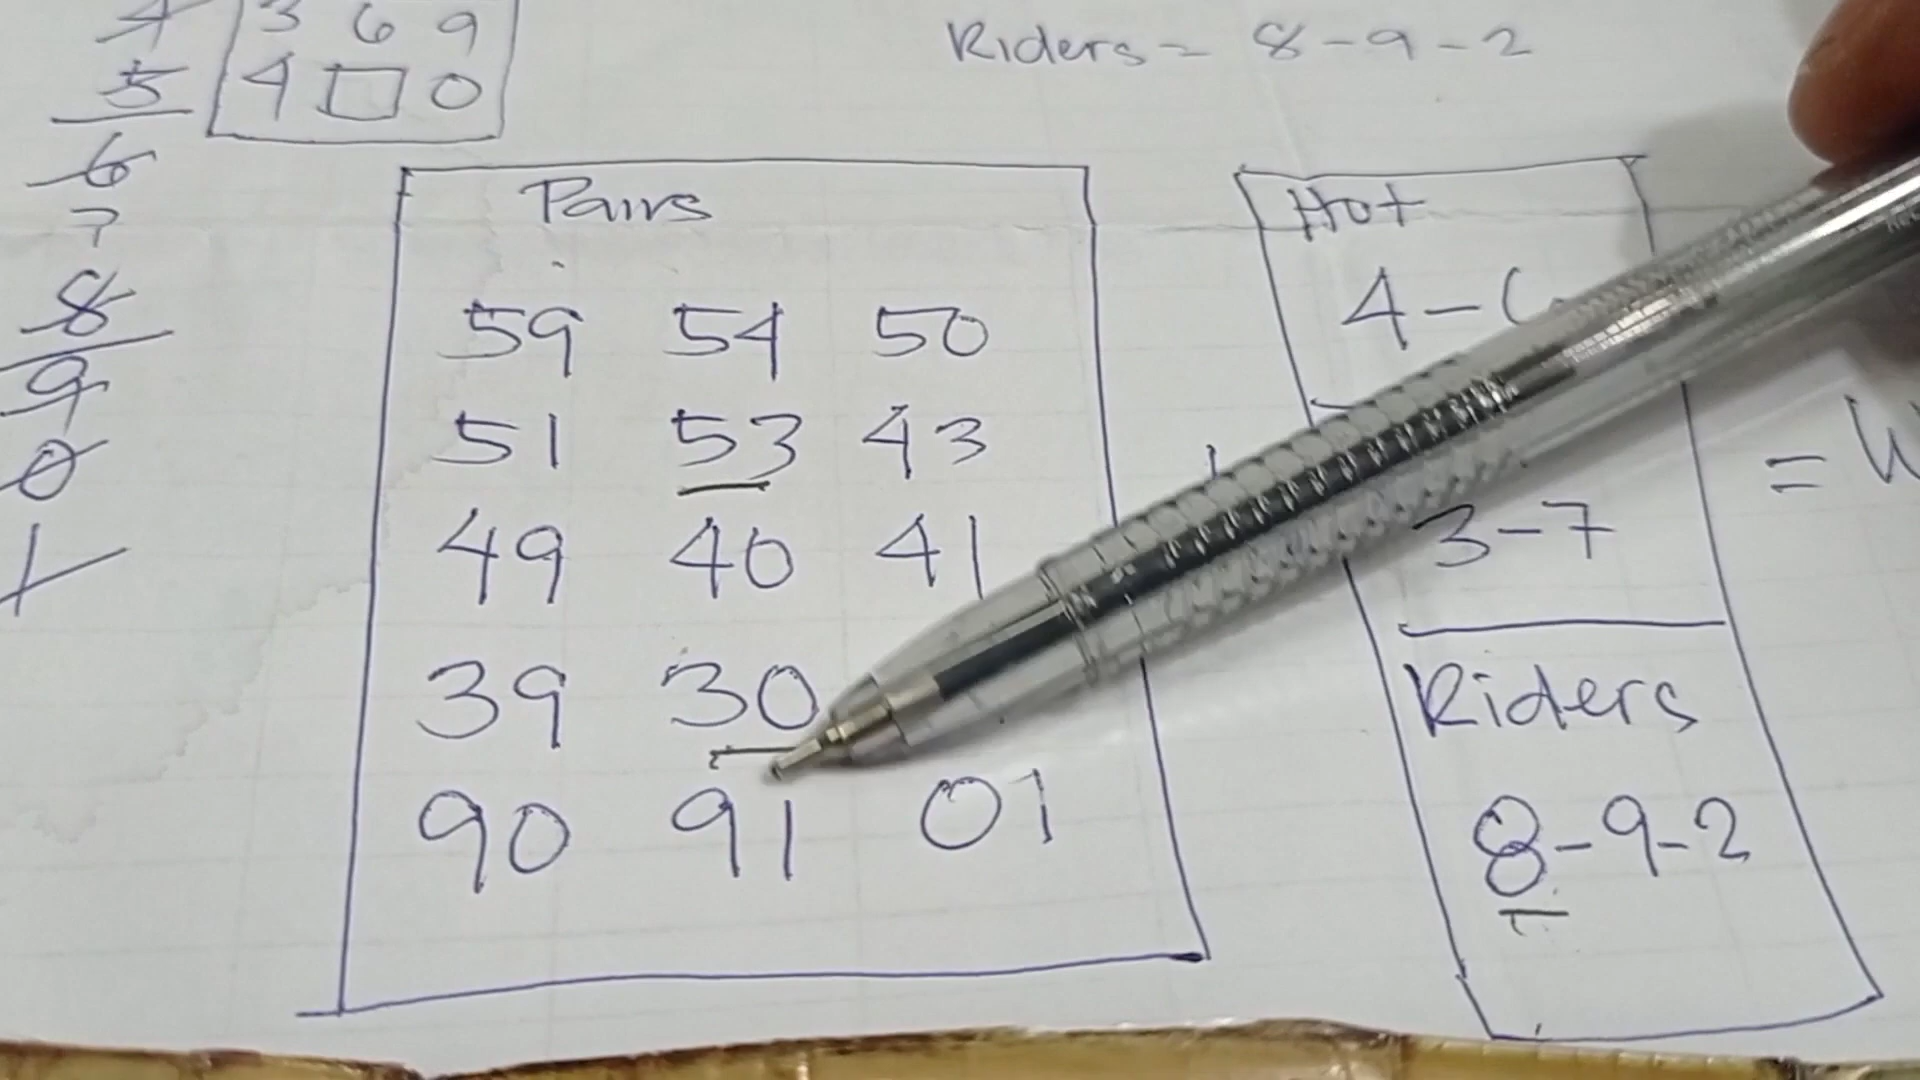 4
3 6 9
5
4 0
Riders = 8-9-2
6
7
8
9
0
1
Pairs
59 54 50
51 53 43
49 40 41
39 30
90 91 01
Hot
4-
3-7
Riders
8-9-2
=